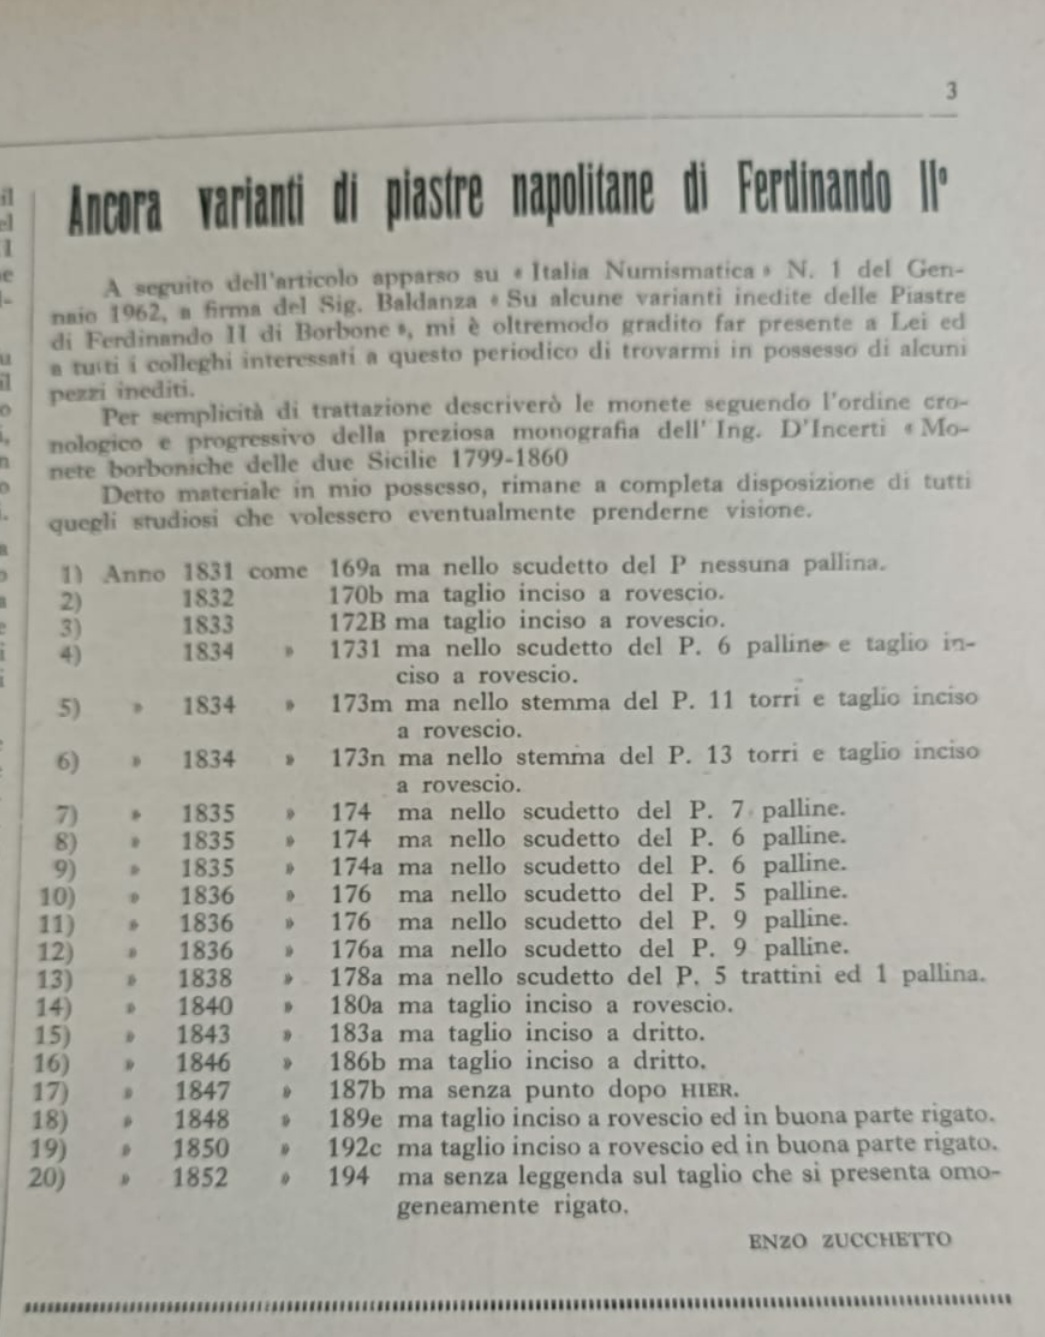 3
Ancora varianti di piastre napolitane di Ferdinando II°
A seguito dell'articolo apparso su « Italia Numismatica » N. 1 del Gen-
naio 1962, a firma del Sig. Baldanza « Su alcune varianti inedite delle Piastre
di Ferdinando II di Borbone », mi è oltremodo gradito far presente a Lei ed
a tutti i colleghi interessati a questo periodico di trovarmi in possesso di alcuni
pezzi inediti.
Per semplicità di trattazione descriverò le monete seguendo l'ordine cro-
nologico e progressivo della preziosa monografia dell' Ing. D'Incerti « Mo-
nete borboniche delle due Sicilie 1799-1860
Detto materiale in mio possesso, rimane a completa disposizione di tutti
quegli studiosi che volessero eventualmente prenderne visione.
1) Anno 1831 come 169a ma nello scudetto del P nessuna pallina.
2) 1832 170b ma taglio inciso a rovescio.
3) 1833 172B ma taglio inciso a rovescio.
4) 1834 » 1731 ma nello scudetto del P. 6 palline e taglio in-
ciso a rovescio.
5) » 1834 » 173m ma nello stemma del P. 11 torri e taglio inciso
a rovescio.
6) » 1834 » 173n ma nello stemma del P. 13 torri e taglio inciso
a rovescio.
7) » 1835 » 174 ma nello scudetto del P. 7 palline.
8) » 1835 » 174 ma nello scudetto del P. 6 palline.
9) » 1835 » 174a ma nello scudetto del P. 6 palline.
10) » 1836 » 176 ma nello scudetto del P. 5 palline.
11) » 1836 » 176 ma nello scudetto del P. 9 palline.
12) » 1836 » 176a ma nello scudetto del P. 9 palline.
13) » 1838 » 178a ma nello scudetto del P. 5 trattini ed 1 pallina.
14) » 1840 » 180a ma taglio inciso a rovescio.
15) » 1843 » 183a ma taglio inciso a dritto.
16) » 1846 » 186b ma taglio inciso a dritto.
17) » 1847 » 187b ma senza punto dopo HIER.
18) » 1848 » 189e ma taglio inciso a rovescio ed in buona parte rigato.
19) » 1850 » 192c ma taglio inciso a rovescio ed in buona parte rigato.
20) » 1852 » 194 ma senza leggenda sul taglio che si presenta omo-
geneamente rigato.
ENZO ZUCCHETTO